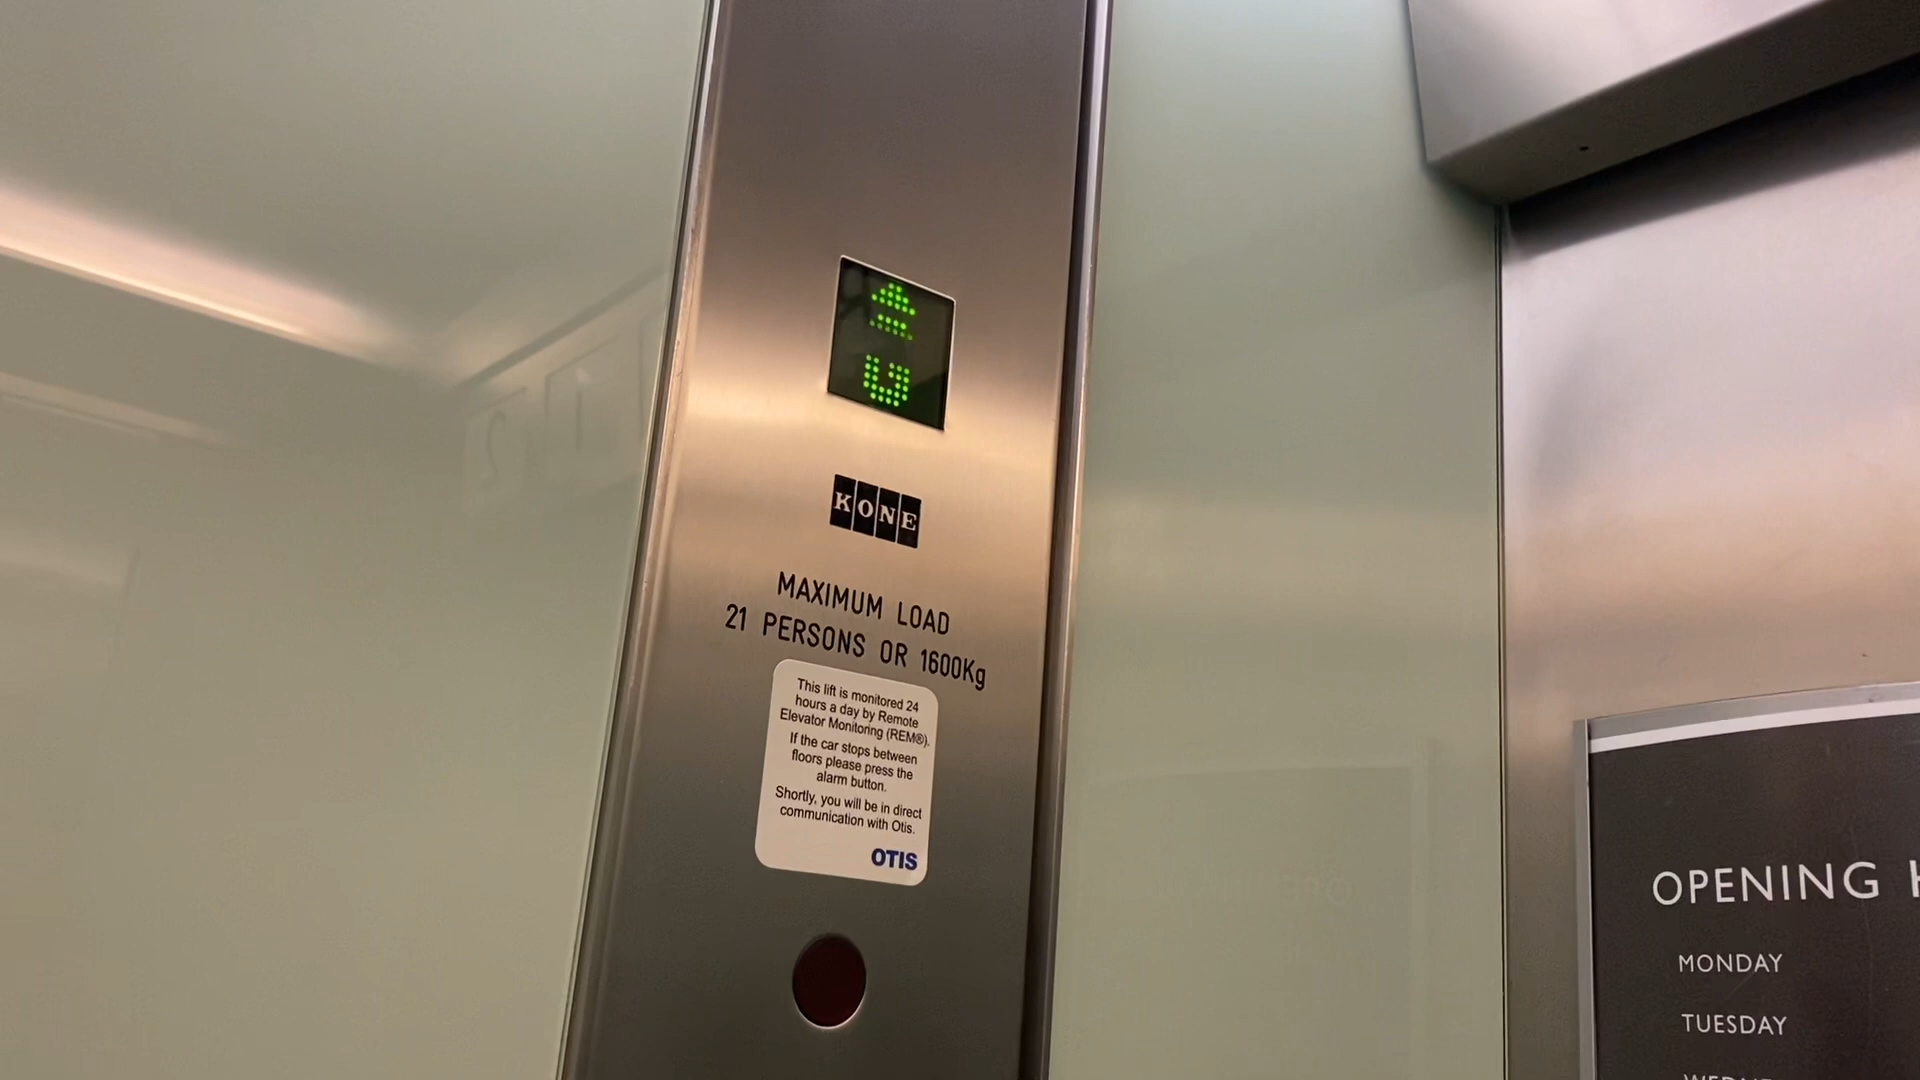 KONE
MAXIMUM LOAD
21 PERSONS OR 1600Kg
This lift is monitored 24
hours a day by Remote
Elevator Monitoring (REM®).
If the car stops between
floors please press the
alarm button.
Shortly, you will be in direct
communication with Otis.
OTIS
OPENING
MONDAY
TUESDAY